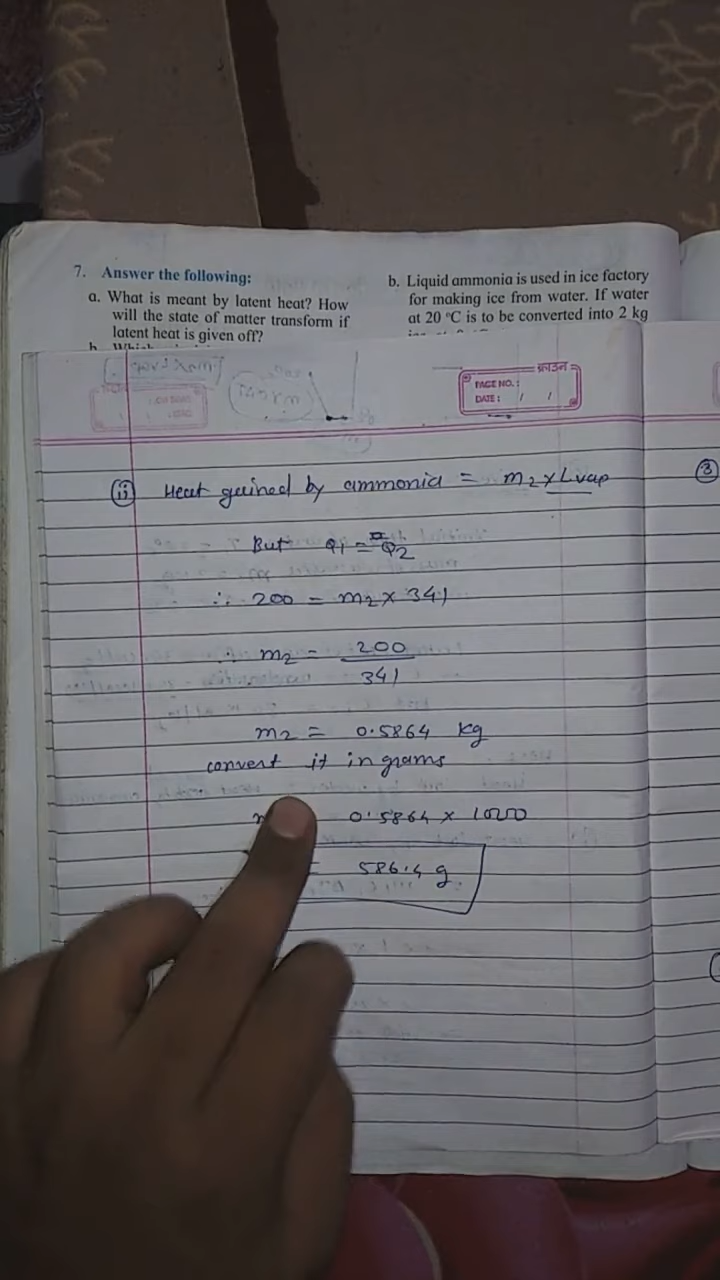 7. Answer the following:
a. What is meant by latent heat? How
will the state of matter transform if
latent heat is given off?
b. Liquid ammonia is used in ice factory
for making ice from water. If water
at 20 °C is to be converted into 2 kg
क्राउन
PAGE NO.:
DATE: / /
(ii) Heat gained by ammonia = m2 x Lvap
(3)
But Q1 = Q2
∴ 200 = m2 x 341
∴ m2 = 200
341
m2 = 0.5864 kg
convert it in grams
0.5864 x 1000
= 586.4 g